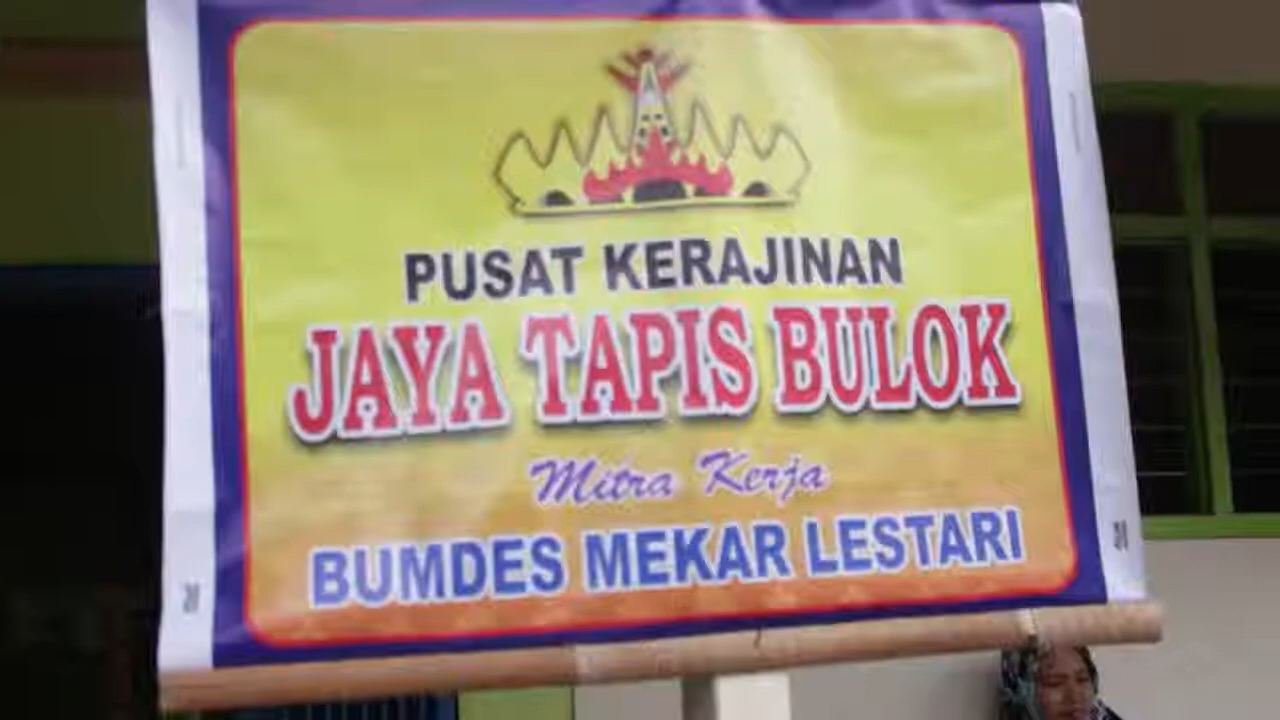 PUSAT KERAJINAN
JAYA TAPIS BULOK
Mitra Kerja
BUMDES MEKAR LESTARI